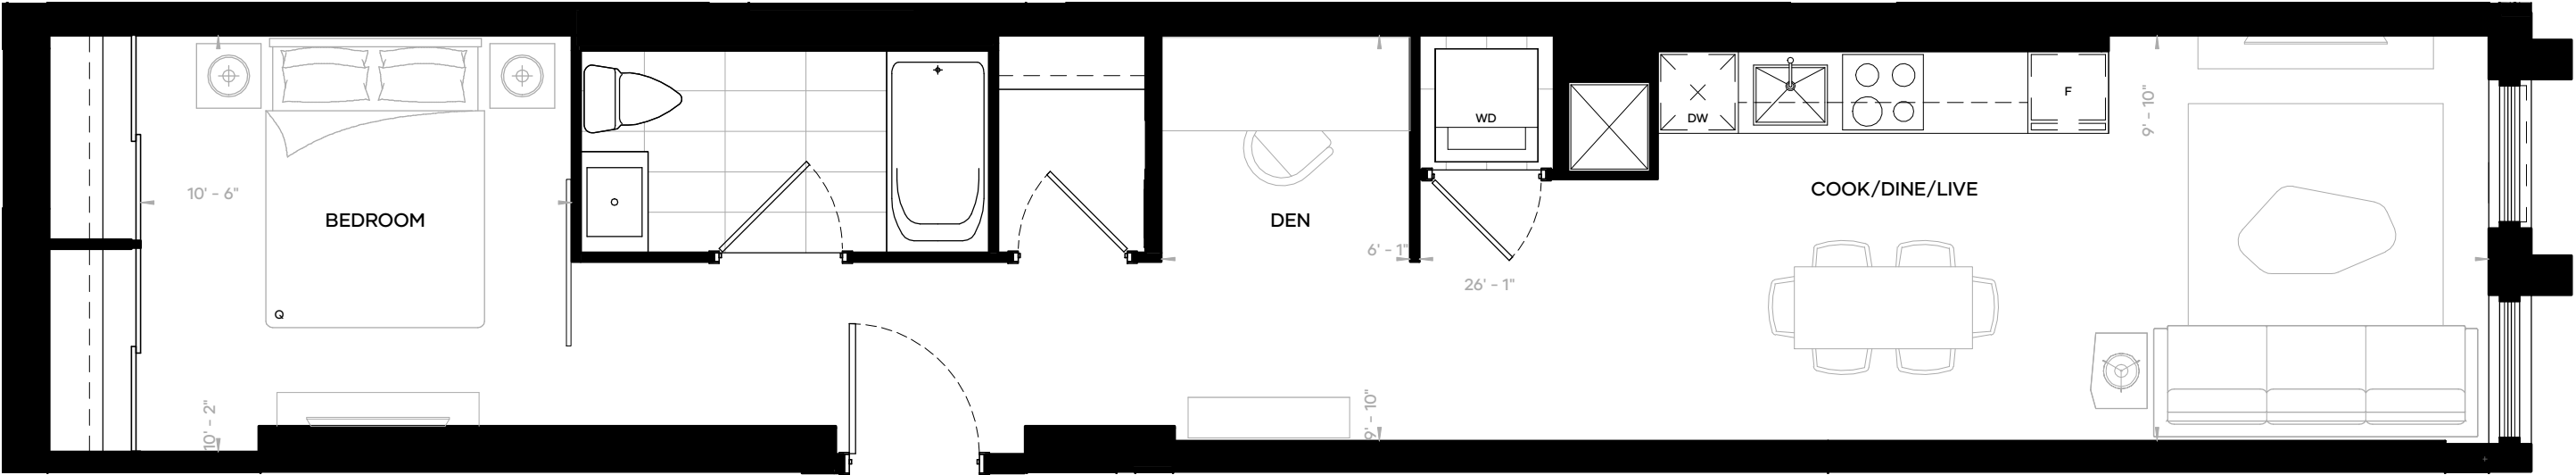 10' - 6"
BEDROOM
Q
10' - 2"
DEN
6' - 1"
9' - 10"
WD
26' - 1"
DW
F
COOK/DINE/LIVE
9' - 10"